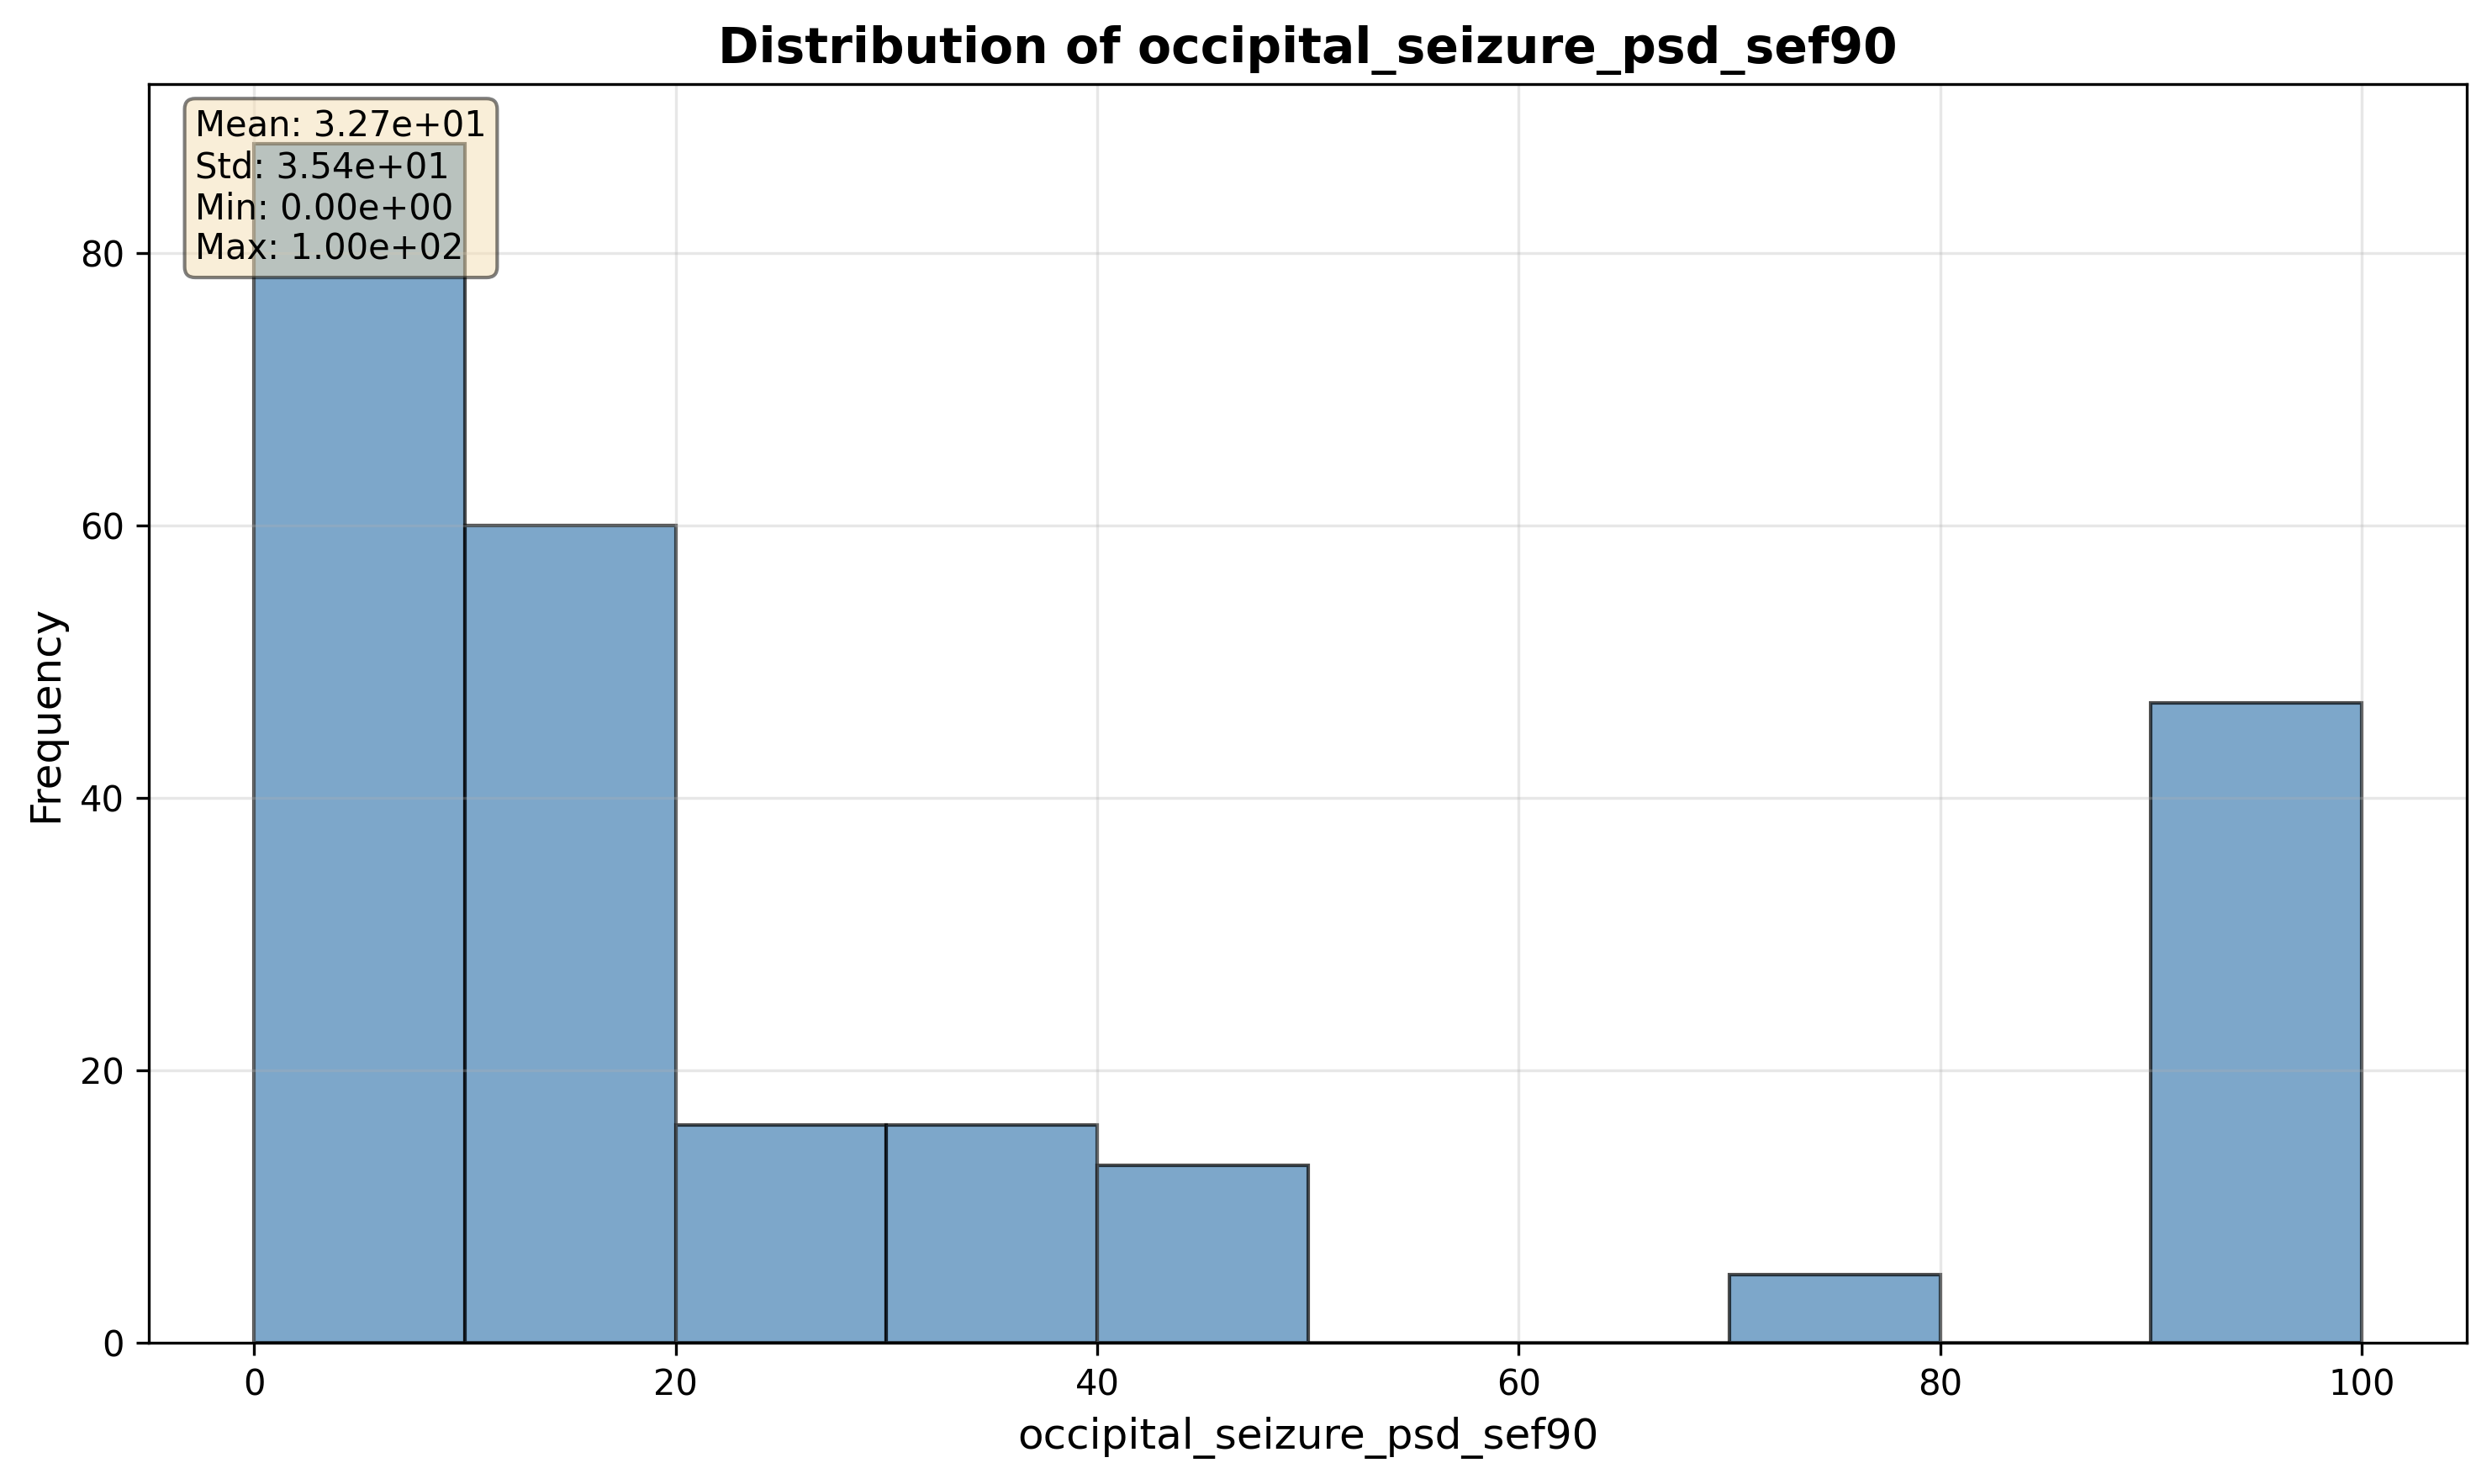 Distribution of occipital_seizure_psd_sef90
Mean: 3.27e+01
Std: 3.54e+01
Min: 0.00e+00
Max: 1.00e+02
Frequency
80
60
40
20
0
0 20 40 60 80 100
occipital_seizure_psd_sef90